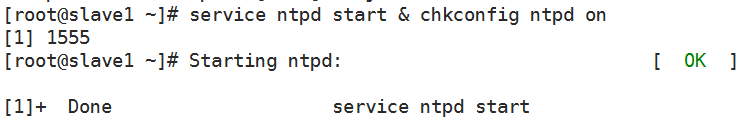 [root@slave1 ~]# service ntpd start & chkconfig ntpd on
[1] 1555
[root@slave1 ~]# Starting ntpd: [ OK ]
[1]+ Done service ntpd start